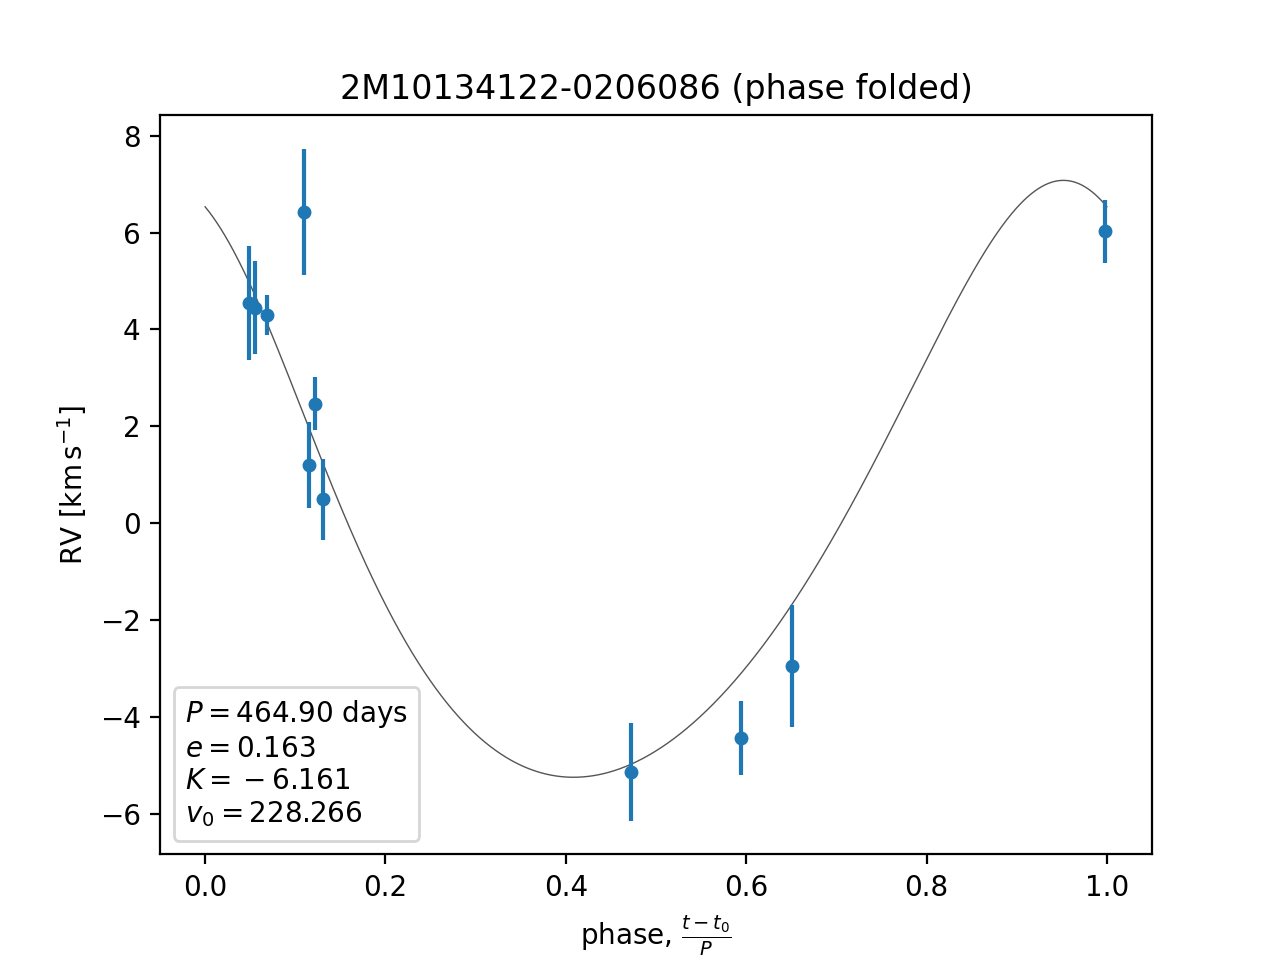 2M10134122-0206086 (phase folded)
RV [km s⁻¹]
8
6
4
2
0
−2
−4
−6
P = 464.90 days
e = 0.163
K = − 6.161
v₀ = 228.266
0.0 0.2 0.4 0.6 0.8 1.0
phase, (t − t₀)/P